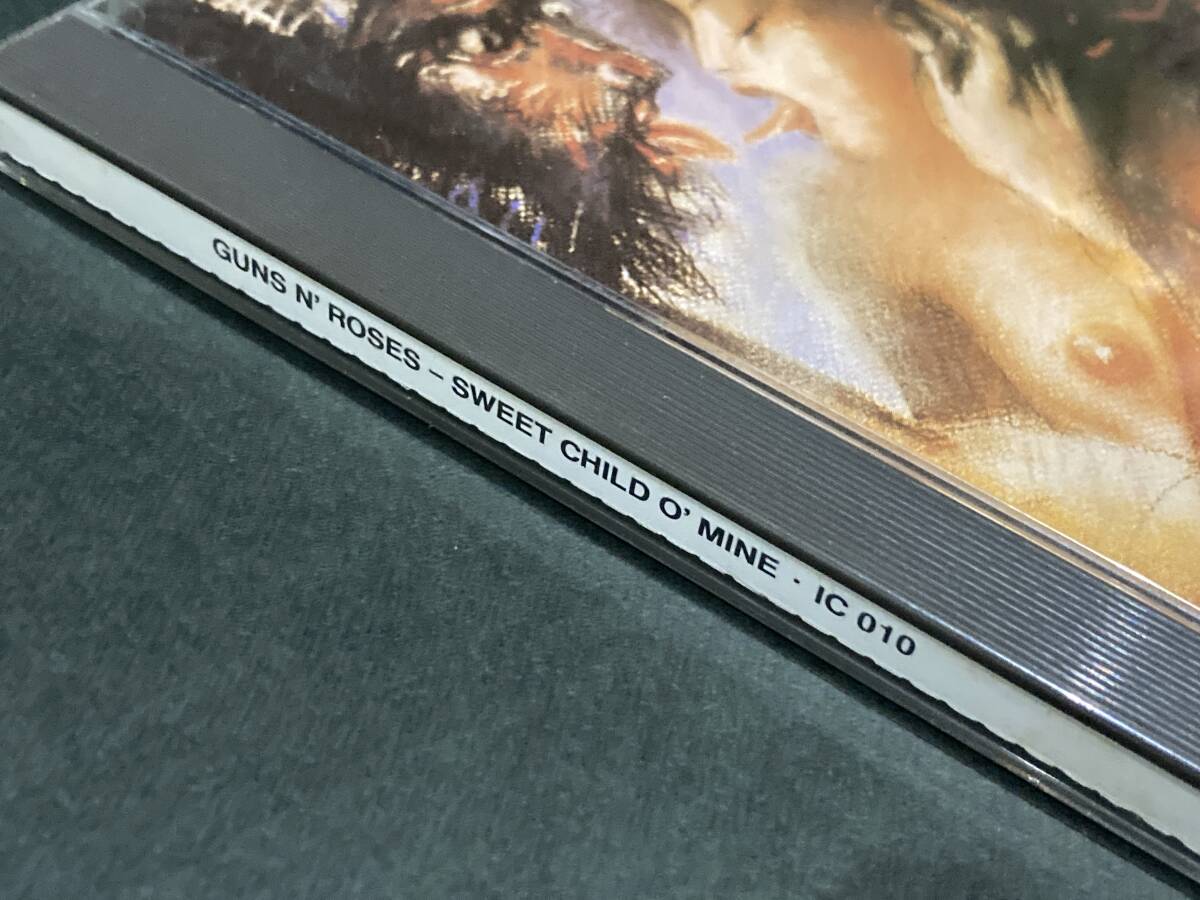 GUNS N' ROSES – SWEET CHILD O' MINE · IC 010